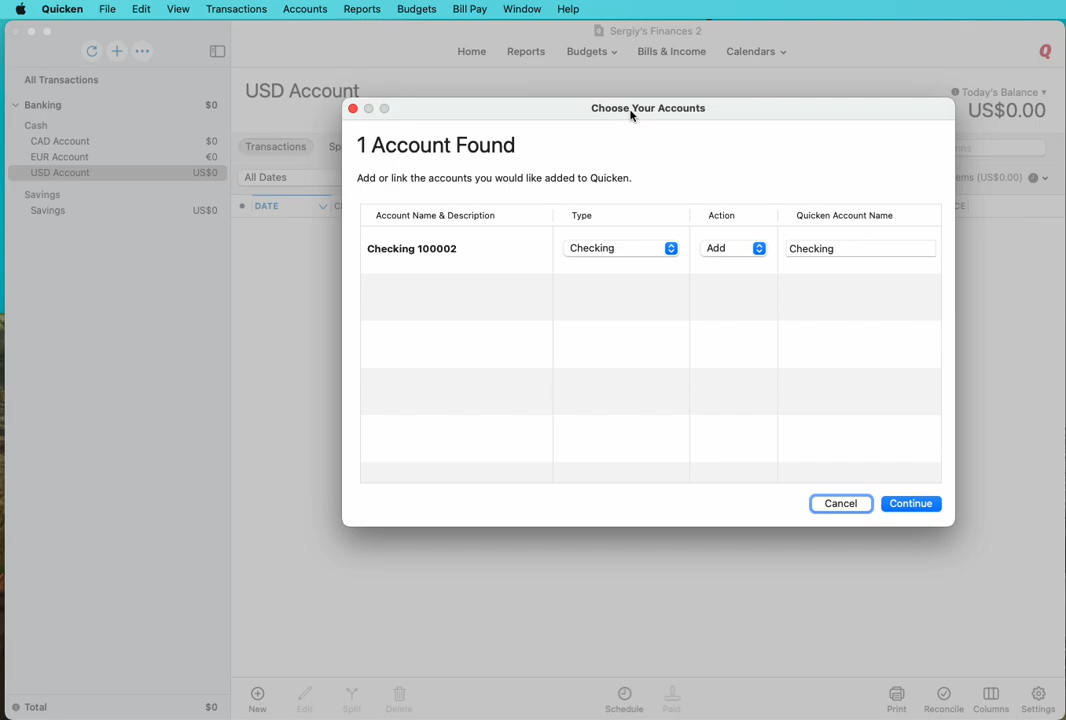 Quicken File Edit View Transactions Accounts Reports Budgets Bill Pay Window Help
Sergiy's Finances 2
Home Reports Budgets Bills & Income Calendars
All Transactions
Banking $0
Cash
CAD Account $0
EUR Account €0
USD Account US$0
Savings
Savings US$0
Total $0
USD Account
Today's Balance
US$0.00
Transactions
All Dates
(US$0.00)
DATE
Choose Your Accounts
1 Account Found
Add or link the accounts you would like added to Quicken.
Account Name & Description Type Action Quicken Account Name
Checking 100002 Checking Add Checking
Cancel Continue
New Edit Split Delete Schedule Paid Print Reconcile Columns Settings